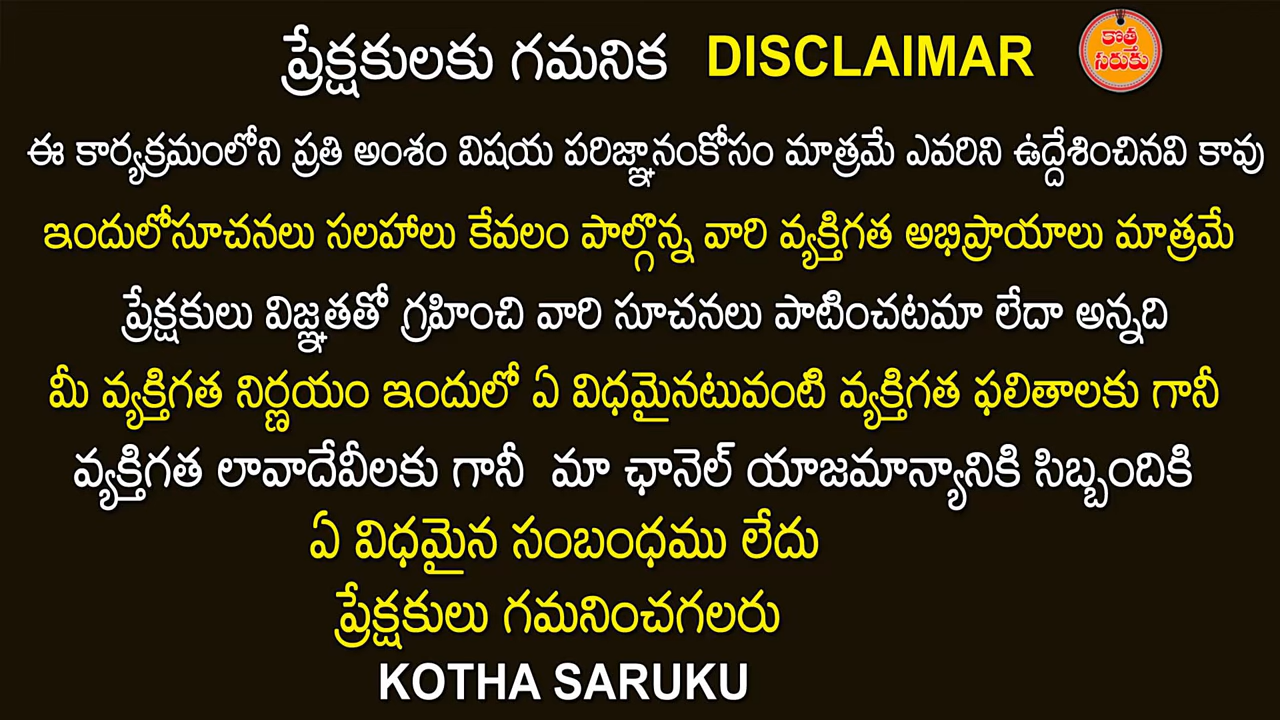 ప్రేక్షకులకు గమనిక DISCLAIMAR
కొత్త
సరుకు
ఈ కార్యక్రమంలోని ప్రతి అంశం విషయ పరిజ్ఞానంకోసం మాత్రమే ఎవరిని ఉద్దేశించినవి కావు
ఇందులోసూచనలు సలహాలు కేవలం పాల్గొన్న వారి వ్యక్తిగత అభిప్రాయాలు మాత్రమే
ప్రేక్షకులు విజ్ఞతతో గ్రహించి వారి సూచనలు పాటించటమా లేదా అన్నది
మీ వ్యక్తిగత నిర్ణయం ఇందులో ఏ విధమైనటువంటి వ్యక్తిగత ఫలితాలకు గానీ
వ్యక్తిగత లావాదేవీలకు గానీ మా ఛానెల్ యాజమాన్యానికి సిబ్బందికి
ఏ విధమైన సంబంధము లేదు
ప్రేక్షకులు గమనించగలరు
KOTHA SARUKU